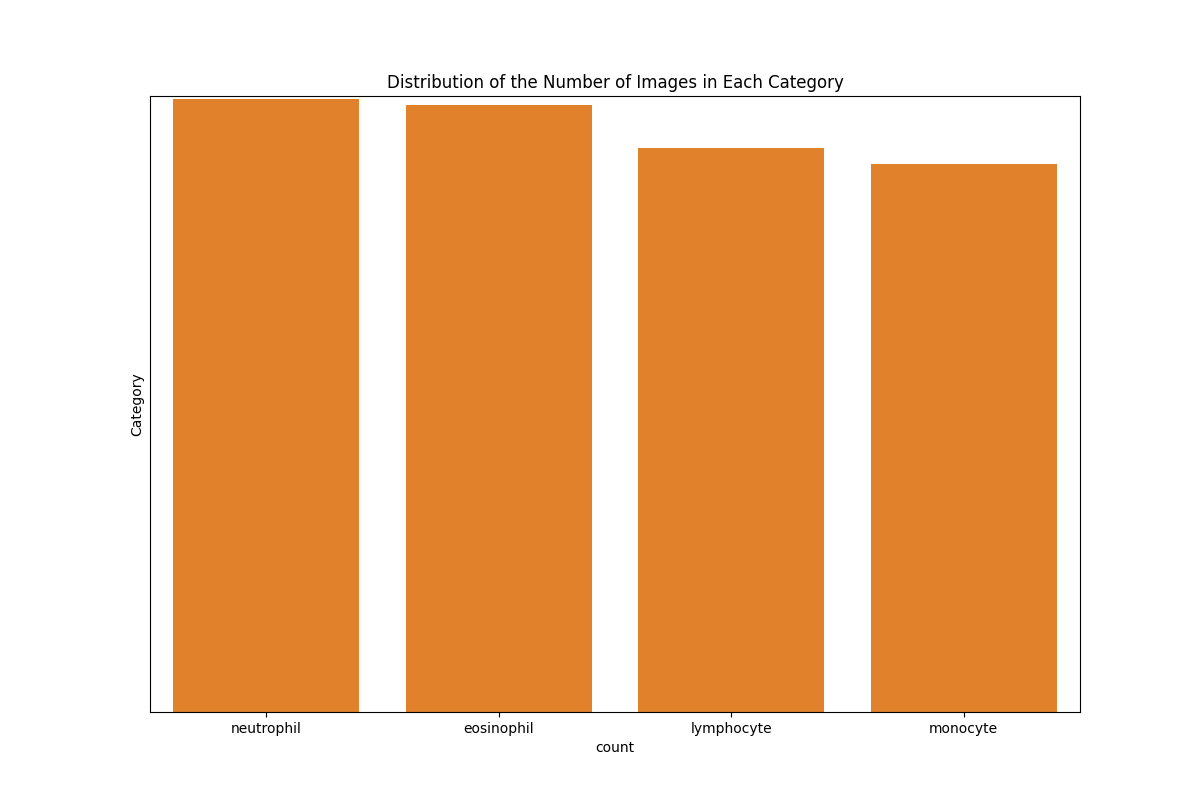 Distribution of the Number of Images in Each Category
Category
neutrophil
eosinophil
lymphocyte
monocyte
count